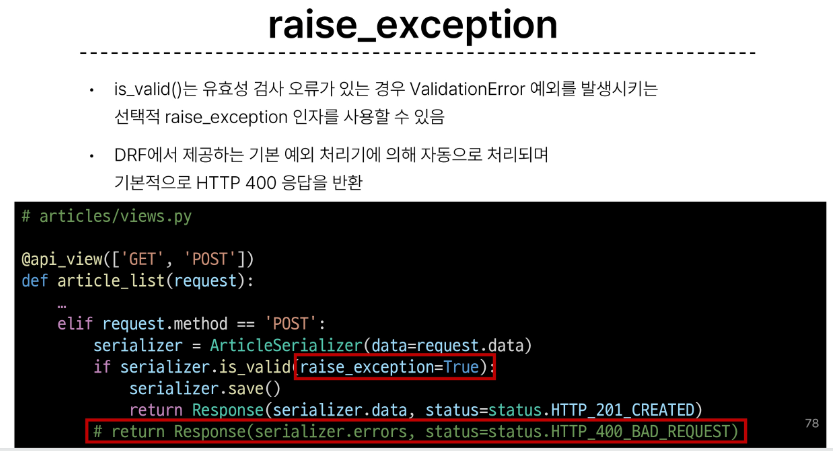 raise_exception
• is_valid()는 유효성 검사 오류가 있는 경우 ValidationError 예외를 발생시키는
선택적 raise_exception 인자를 사용할 수 있음
• DRF에서 제공하는 기본 예외 처리기에 의해 자동으로 처리되며
기본적으로 HTTP 400 응답을 반환
# articles/views.py
@api_view(['GET', 'POST'])
def article_list(request):
…
elif request.method == 'POST':
serializer = ArticleSerializer(data=request.data)
if serializer.is_valid(raise_exception=True):
serializer.save()
return Response(serializer.data, status=status.HTTP_201_CREATED)
# return Response(serializer.errors, status=status.HTTP_400_BAD_REQUEST)
78